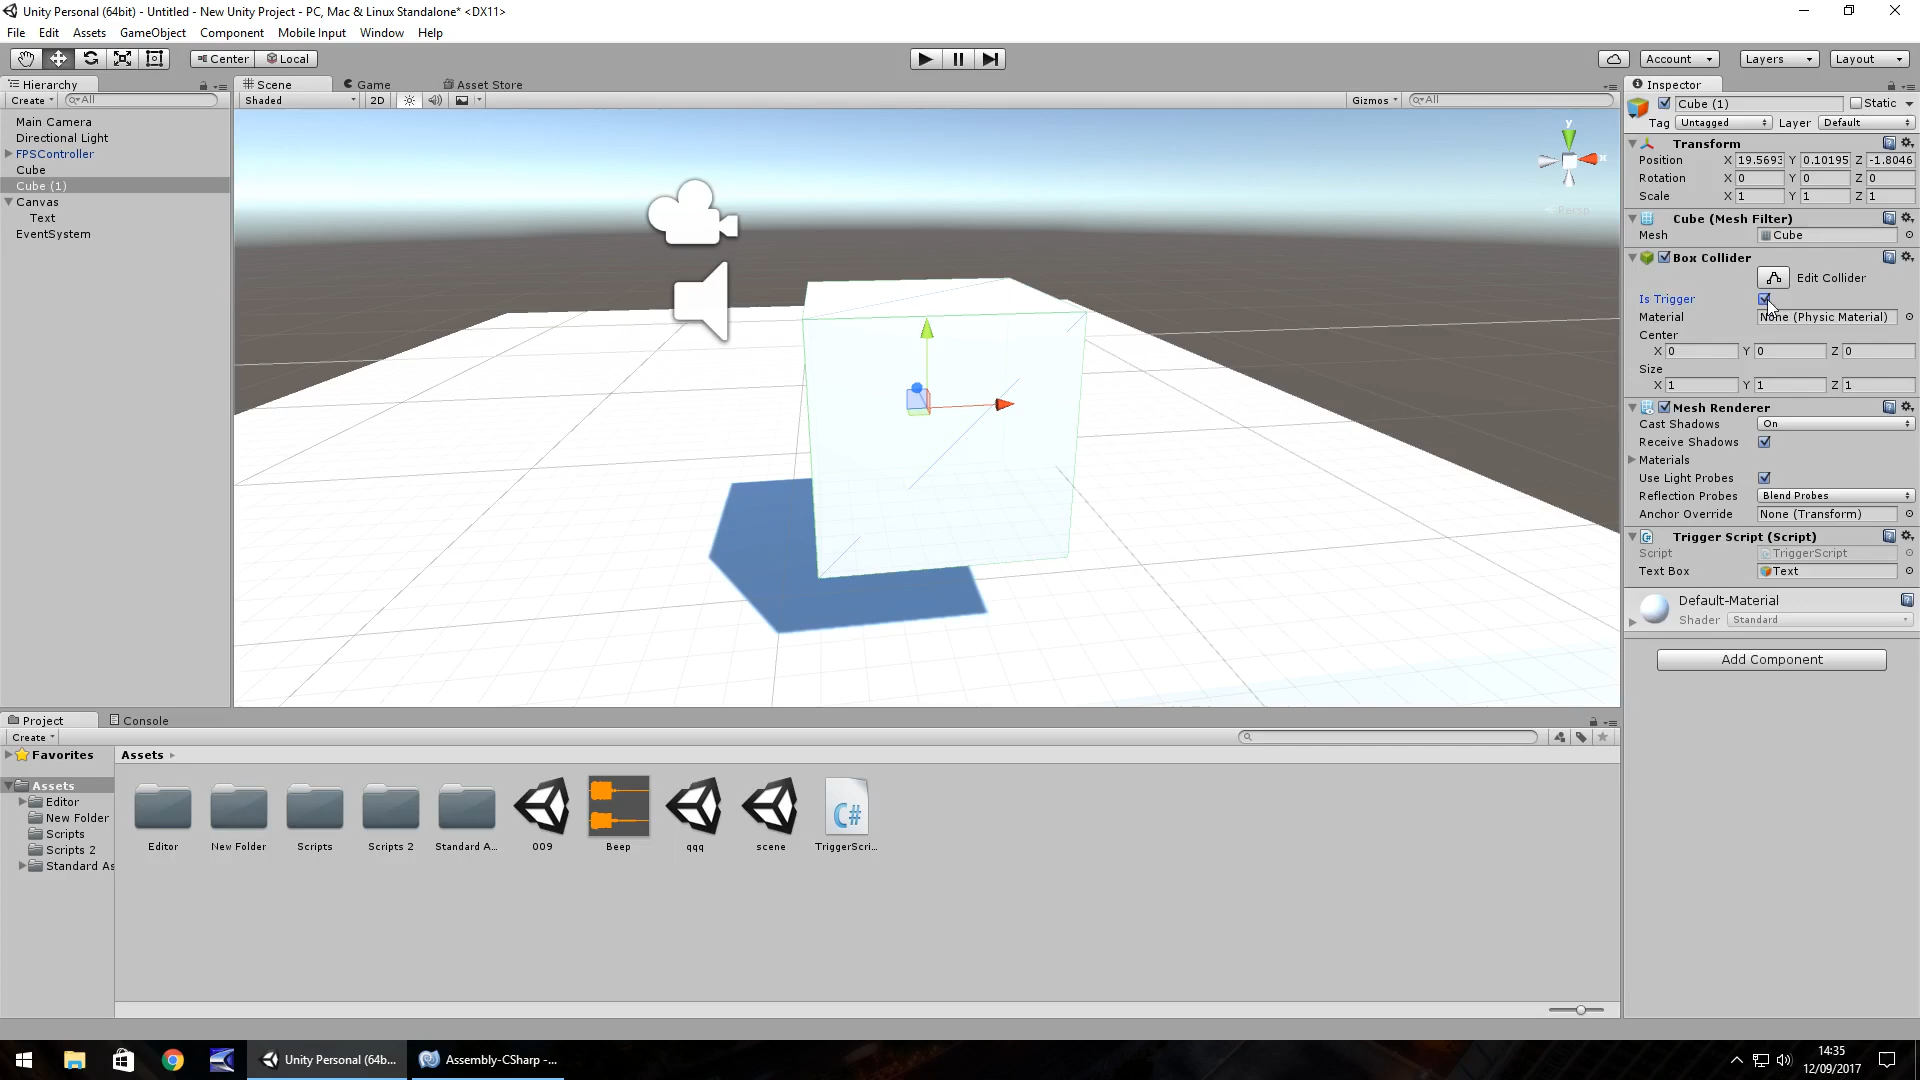 Unity Personal (64bit) - Untitled - New Unity Project - PC, Mac & Linux Standalone* <DX11>
File Edit Assets GameObject Component Mobile Input Window Help
Center Local Account Layers Layout
Hierarchy
Create All
Main Camera
Directional Light
FPSController
Cube
Cube (1)
Canvas
Text
EventSystem
Scene Game Asset Store
Shaded 2D Gizmos All
y
x
Persp
Inspector
Cube (1) Static
Tag Untagged Layer Default
Transform
Position X 19.5693 Y 0.10195 Z -1.8046
Rotation X 0 Y 0 Z 0
Scale X 1 Y 1 Z 1
Cube (Mesh Filter)
Mesh Cube
Box Collider
Edit Collider
Is Trigger
Material None (Physic Material)
Center
X 0 Y 0 Z 0
Size
X 1 Y 1 Z 1
Mesh Renderer
Cast Shadows On
Receive Shadows
Materials
Use Light Probes
Reflection Probes Blend Probes
Anchor Override None (Transform)
Trigger Script (Script)
Script TriggerScript
Text Box Text
Default-Material
Shader Standard
Add Component
Project Console
Create
Favorites
Assets
Editor
New Folder
Scripts
Scripts 2
Standard As
Assets
C#
Editor New Folder Scripts Scripts 2 Standard A... 009 Beep qqq scene TriggerScri...
Unity Personal (64b... Assembly-CSharp -...
14:35
12/09/2017